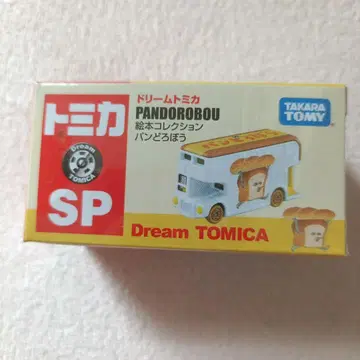 トミカ
Dream
TOMICA
SP
ドリームトミカ
PANDOROBOU
絵本コレクション
パンどろぼう
TAKARA
TOMY
Dream TOMICA